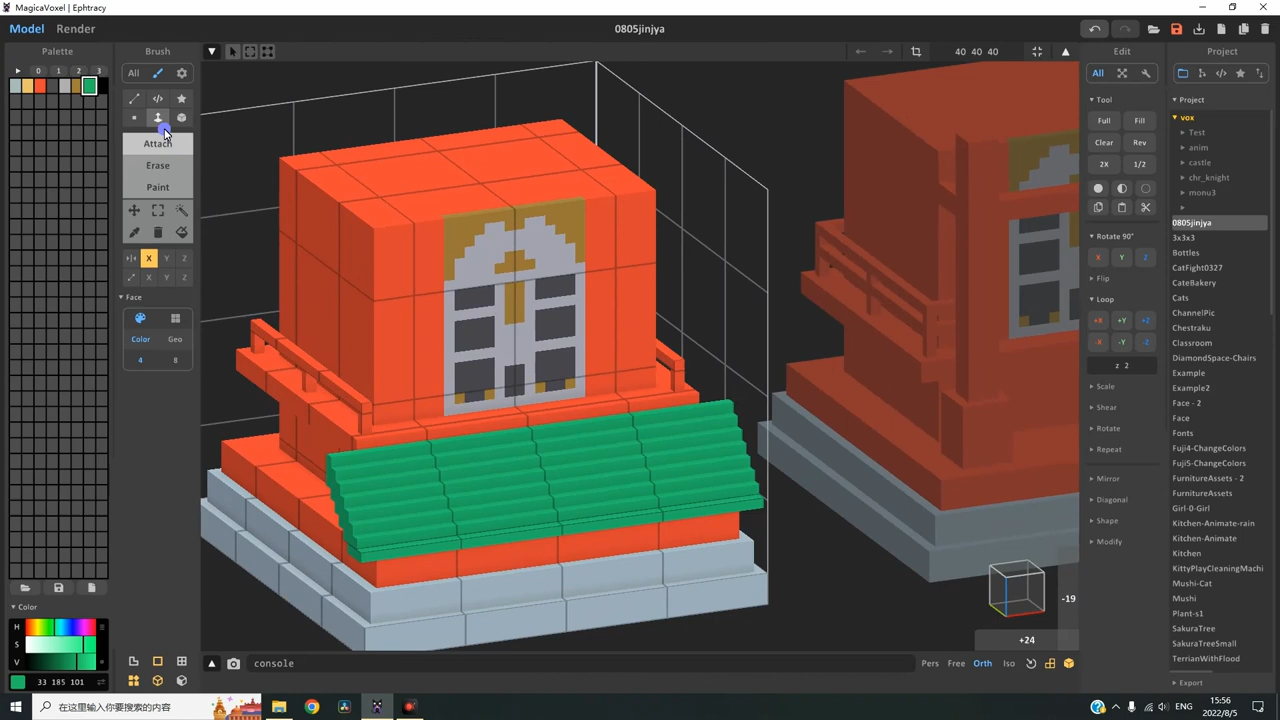 MagicaVoxel | Ephtracy
Model Render
0805jinjya
Palette
0 1 2 3
Brush
All
Attach
Erase
Paint
X Y Z
X Y Z
Face
Color Geo
4 8
40 40 40
Edit
All
Tool
Full Fill
Clear Rev
2X 1/2
Rotate 90°
X Y Z
Flip
Loop
+X +Y +Z
-X -Y -Z
z 2
Scale
Shear
Rotate
Repeat
Mirror
Diagonal
Shape
Modify
Project
Project
vox
Test
anim
castle
chr_knight
monu3
0805jinjya
3x3x3
Bottles
CatFight0327
CateBakery
Cats
ChannelPic
Chestraku
Classroom
DiamondSpace-Chairs
Example
Example2
Face - 2
Face
Fonts
Fuji4-ChangeColors
Fuji5-ChangeColors
FurnitureAssets - 2
FurnitureAssets
Girl-0-Girl
Kitchen-Animate-rain
Kitchen-Animate
Kitchen
KittyPlayCleaningMachi
Mushi-Cat
Mushi
Plant-s1
SakuraTree
SakuraTreeSmall
TerrianWithFlood
Export
-19
+24
Color
H
S
V
33 185 101
console
Pers Free Orth Iso
在这里输入你要搜索的内容
ENG
15:56
2022/8/5